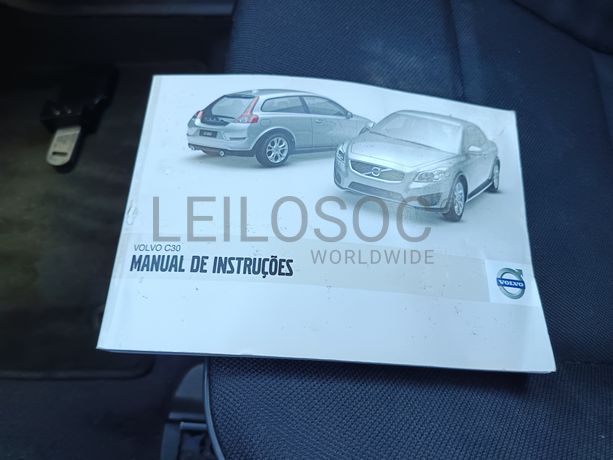 LEILOSOC
WORLDWIDE
VOLVO C30
MANUAL DE INSTRUÇÕES
VOLVO